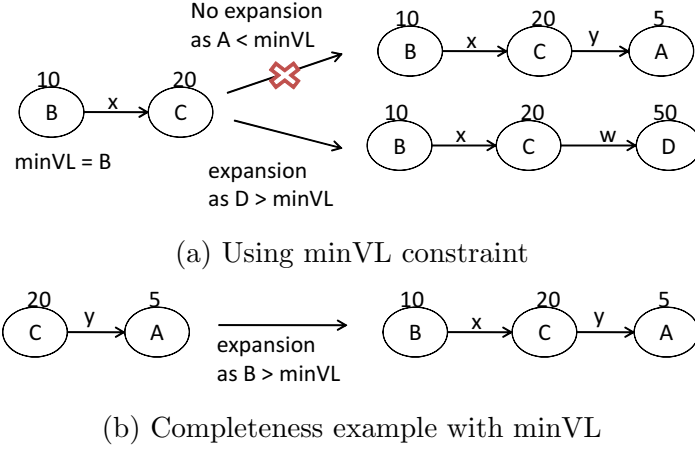 No expansion
as A < minVL
10 20 5
B x C y A
10 20
B x C
minVL = B
10 20 50
B x C w D
expansion
as D > minVL
(a) Using minVL constraint
20 5
C y A
10 20 5
B x C y A
expansion
as B > minVL
(b) Completeness example with minVL